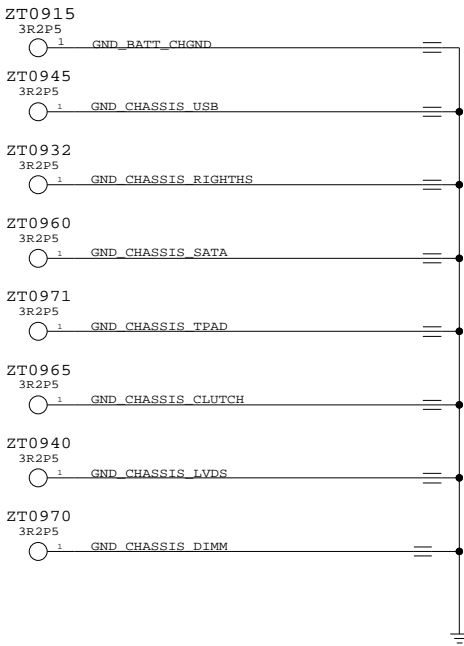 ZT0915
3R2P5
1 GND_BATT_CHGND
ZT0945
3R2P5
1 GND_CHASSIS_USB
ZT0932
3R2P5
1 GND_CHASSIS_RIGHTHS
ZT0960
3R2P5
1 GND_CHASSIS_SATA
ZT0971
3R2P5
1 GND_CHASSIS_TPAD
ZT0965
3R2P5
1 GND_CHASSIS_CLUTCH
ZT0940
3R2P5
1 GND_CHASSIS_LVDS
ZT0970
3R2P5
1 GND_CHASSIS_DIMM